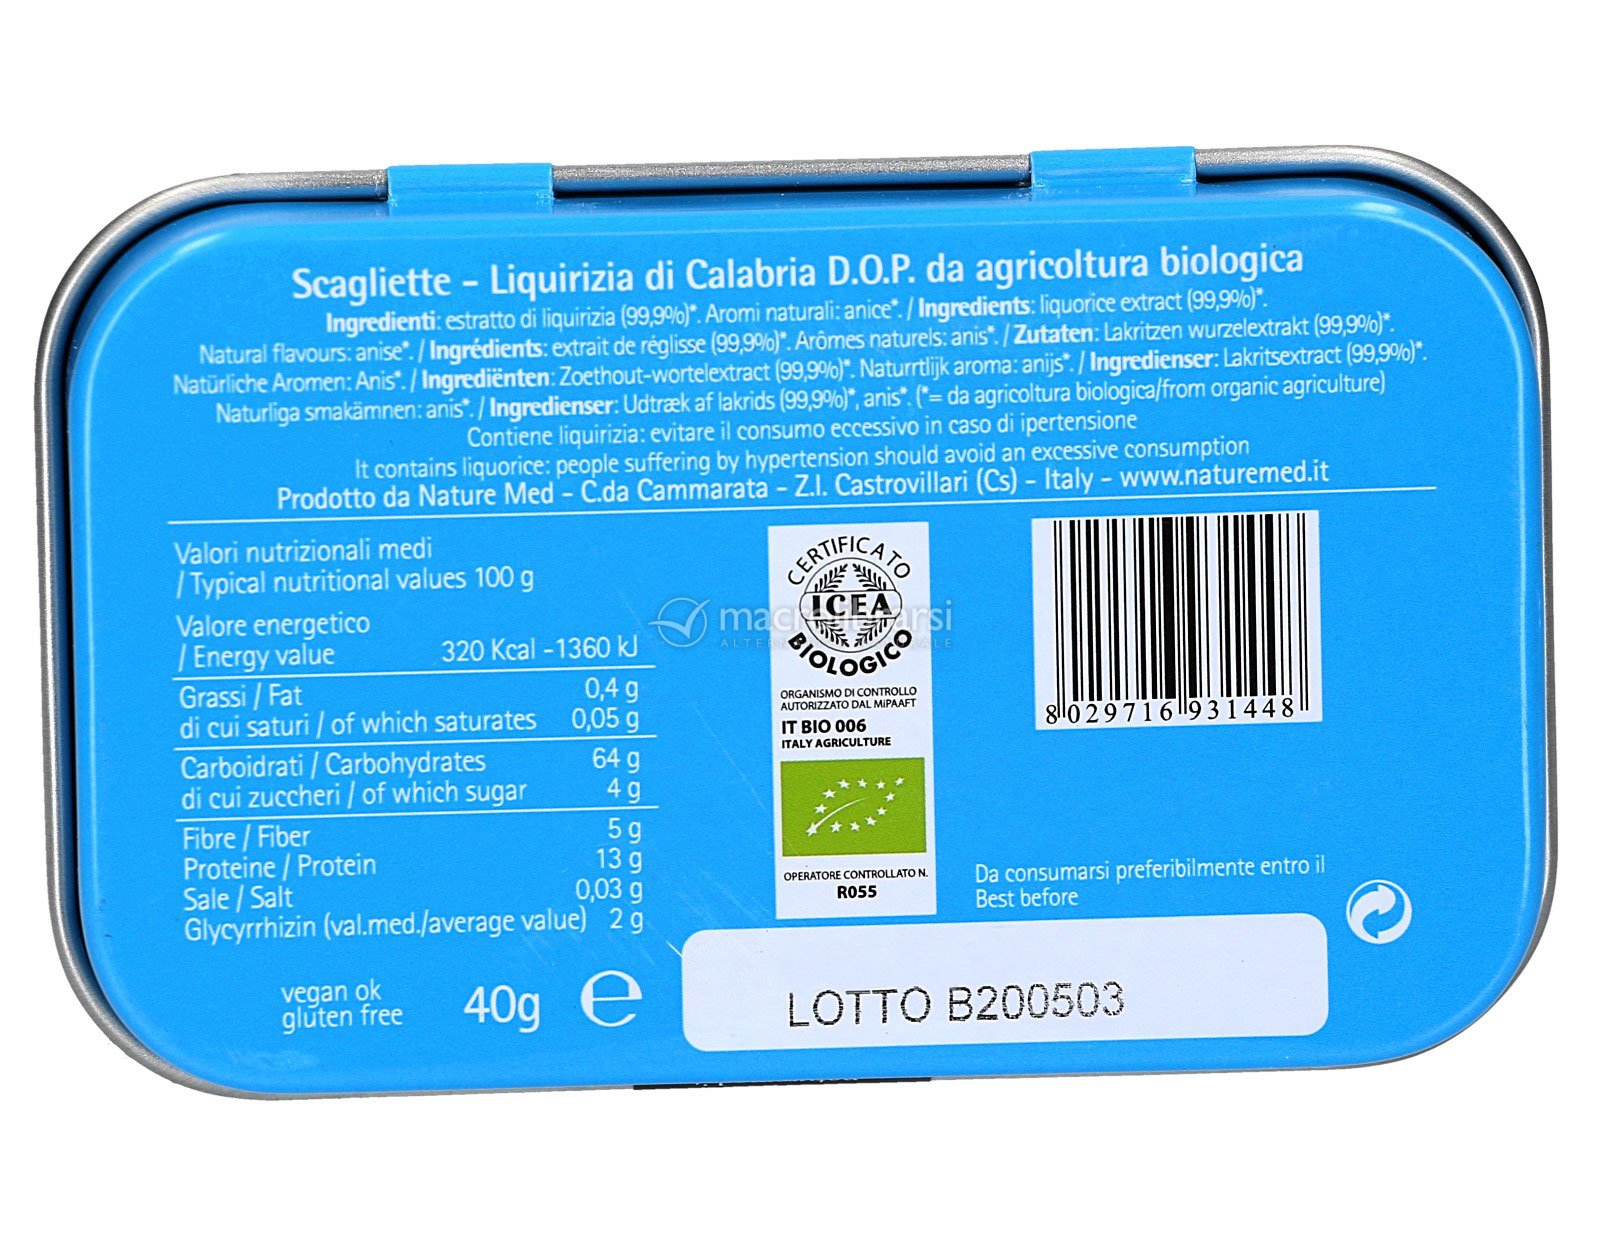 Scagliette - Liquirizia di Calabria D.O.P. da agricoltura biologica
Ingredienti: estratto di liquirizia (99,9%)*. Aromi naturali: anice*. / Ingredients: liquorice extract (99,9%)*.
Natural flavours: anise*. / Ingrédients: extrait de réglisse (99,9%)*. Arômes naturels: anis*. / Zutaten: Lakritzen wurzelextrakt (99,9%)*.
Natürliche Aromen: Anis*. / Ingrediënten: Zoethout-wortelextract (99,9%)*. Naturrtlijk aroma: anijs*. / Ingredienser: Lakritsextract (99,9%)*.
Naturliga smakämnen: anis*. / Ingredienser: Udtræk af lakrids (99,9%)*, anis*. (*= da agricoltura biologica/from organic agriculture)
Contiene liquirizia: evitare il consumo eccessivo in caso di ipertensione
It contains liquorice: people suffering by hypertension should avoid an excessive consumption
Prodotto da Nature Med - C.da Cammarata - Z.I. Castrovillari (Cs) - Italy - www.naturemed.it
Valori nutrizionali medi
/ Typical nutritional values 100 g
Valore energetico
/ Energy value 320 Kcal -1360 kJ
Grassi / Fat 0,4 g
di cui saturi / of which saturates 0,05 g
Carboidrati / Carbohydrates 64 g
di cui zuccheri / of which sugar 4 g
Fibre / Fiber 5 g
Proteine / Protein 13 g
Sale / Salt 0,03 g
Glycyrrhizin (val.med./average value) 2 g
vegan ok
gluten free
40g e
CERTIFICATO
ICEA
BIOLOGICO
macrolibrarsi
ORGANISMO DI CONTROLLO
AUTORIZZATO DAL MiPAAFT
IT BIO 006
ITALY AGRICULTURE
OPERATORE CONTROLLATO N.
R055
8 029716 931448
Da consumarsi preferibilmente entro il
Best before
LOTTO B200503